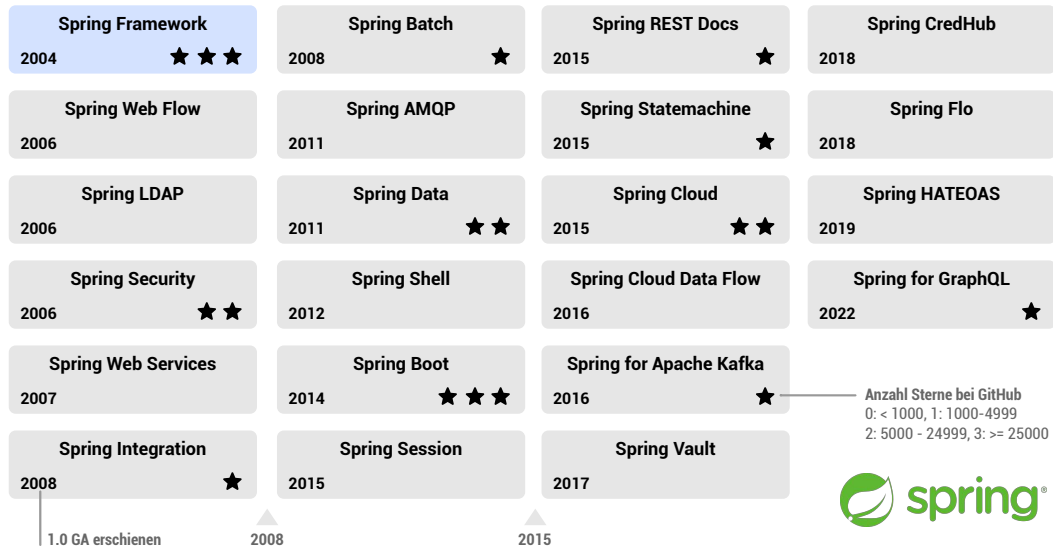 Spring Framework
2004
Spring Web Flow
2006
Spring LDAP
2006
Spring Security
2006
Spring Web Services
2007
Spring Integration
2008
1.0 GA erschienen
Spring Batch
2008
Spring AMQP
2011
Spring Data
2011
Spring Shell
2012
Spring Boot
2014
Spring Session
2015
2008
Spring REST Docs
2015
Spring Statemachine
2015
Spring Cloud
2015
Spring Cloud Data Flow
2016
Spring for Apache Kafka
2016
Spring Vault
2017
2015
Spring CredHub
2018
Spring Flo
2018
Spring HATEOAS
2019
Spring for GraphQL
2022
Anzahl Sterne bei GitHub
0: < 1000, 1: 1000-4999
2: 5000 - 24999, 3: >= 25000
spring®